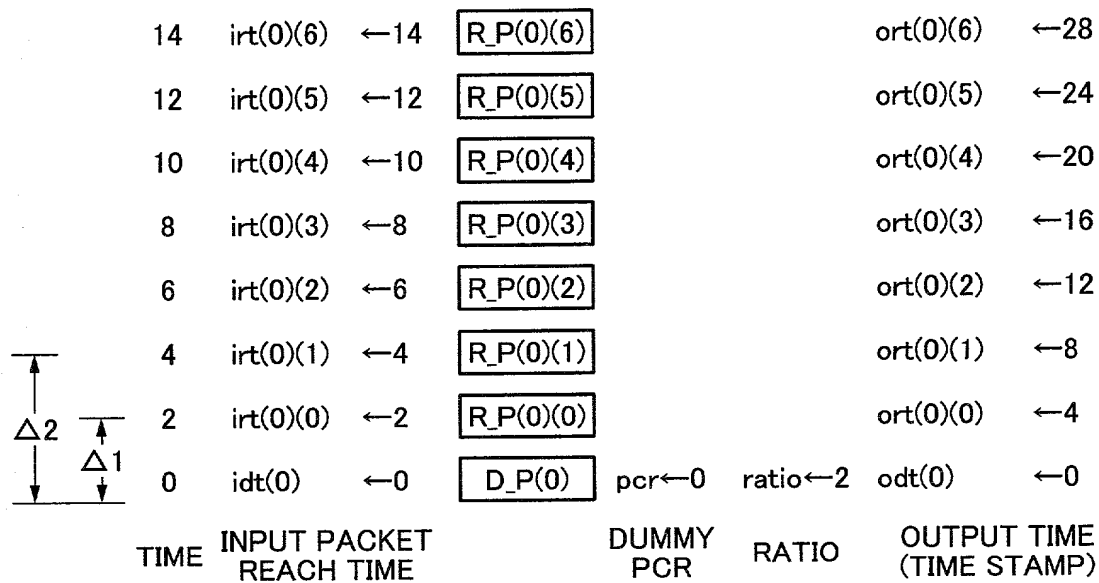 14 irt(0)(6) ←14 R_P(0)(6) ort(0)(6) ←28
12 irt(0)(5) ←12 R_P(0)(5) ort(0)(5) ←24
10 irt(0)(4) ←10 R_P(0)(4) ort(0)(4) ←20
8 irt(0)(3) ←8 R_P(0)(3) ort(0)(3) ←16
6 irt(0)(2) ←6 R_P(0)(2) ort(0)(2) ←12
4 irt(0)(1) ←4 R_P(0)(1) ort(0)(1) ←8
△2 2 irt(0)(0) ←2 R_P(0)(0) ort(0)(0) ←4
△1 0 idt(0) ←0 D_P(0) pcr←0 ratio←2 odt(0) ←0
TIME INPUT PACKET REACH TIME DUMMY PCR RATIO OUTPUT TIME (TIME STAMP)